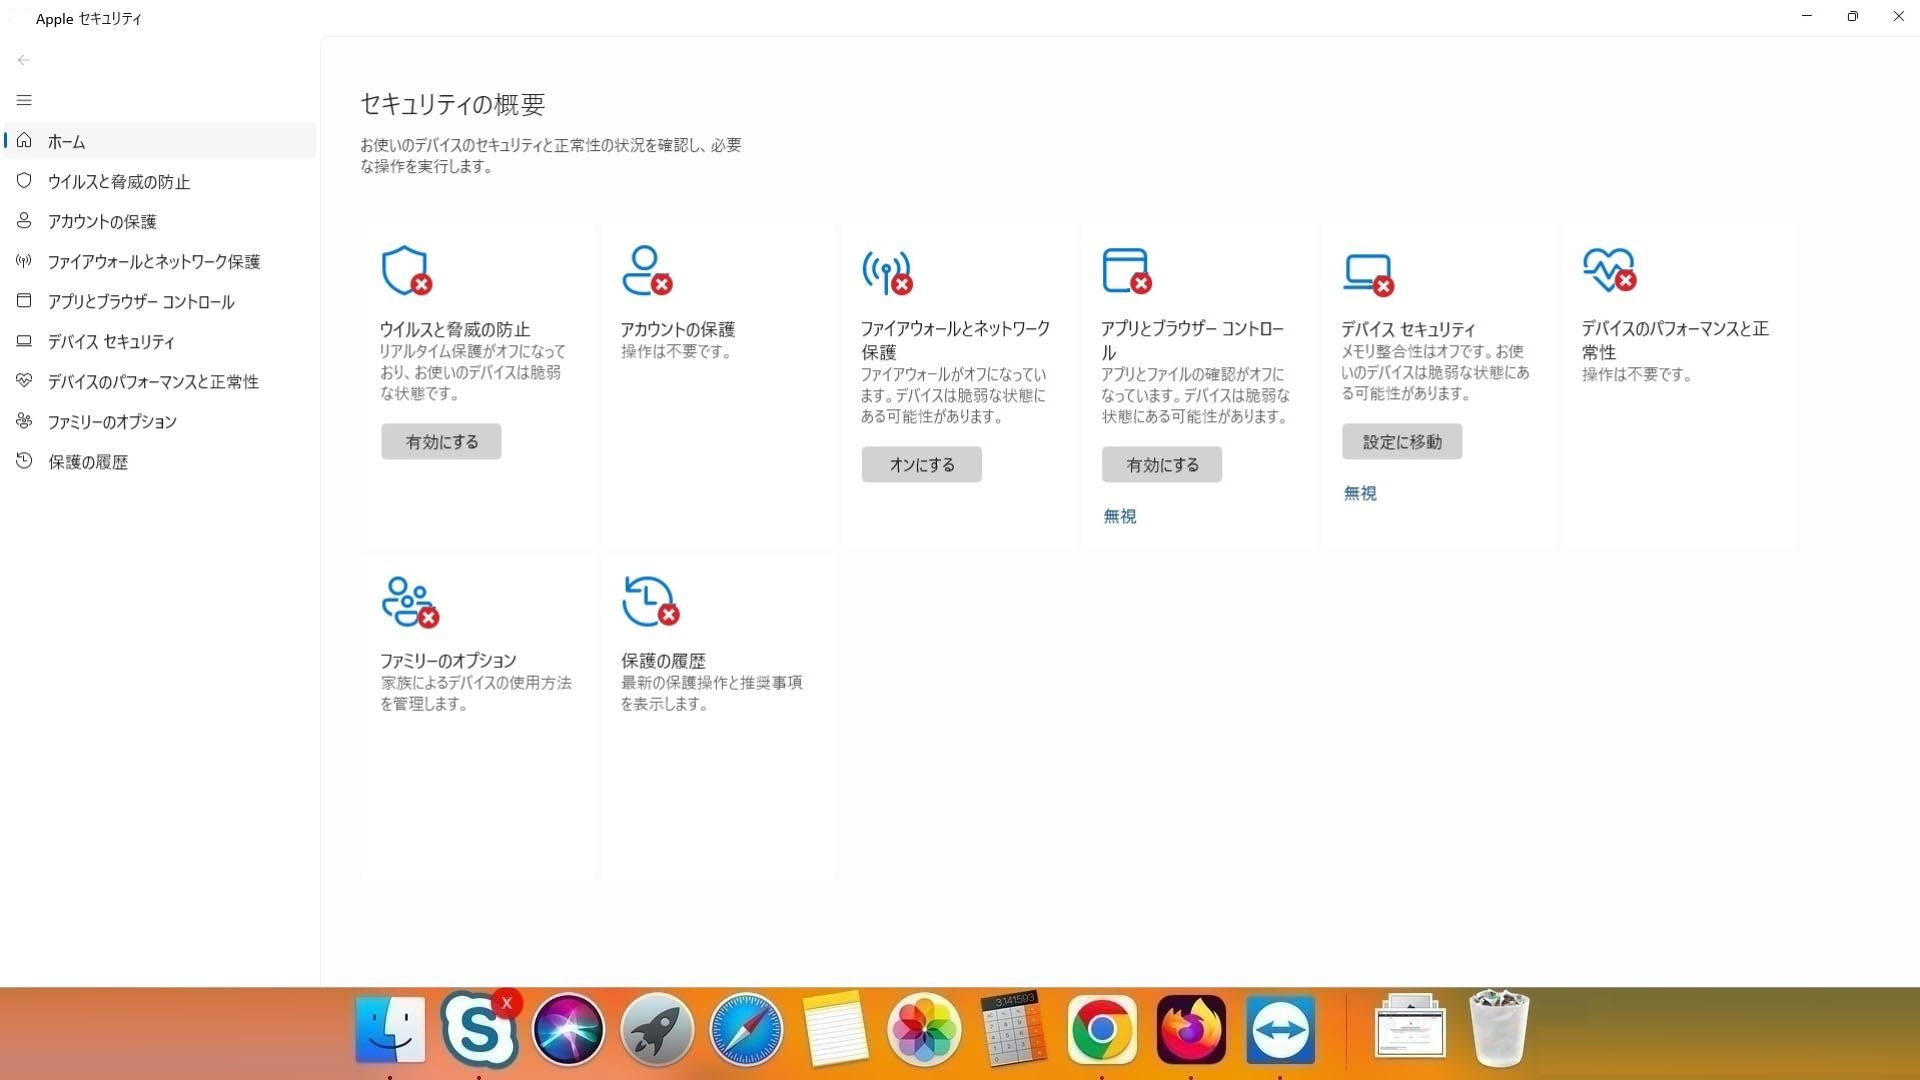 Apple セキュリティ
ホーム
ウイルスと脅威の防止
アカウントの保護
ファイアウォールとネットワーク保護
アプリとブラウザー コントロール
デバイス セキュリティ
デバイスのパフォーマンスと正常性
ファミリーのオプション
保護の履歴
セキュリティの概要
お使いのデバイスのセキュリティと正常性の状況を確認し、必要
な操作を実行します。
ウイルスと脅威の防止
リアルタイム保護がオフになって
おり、お使いのデバイスは脆弱
な状態です。
有効にする
アカウントの保護
操作は不要です。
ファイアウォールとネットワーク
保護
ファイアウォールがオフになってい
ます。デバイスは脆弱な状態に
ある可能性があります。
オンにする
アプリとブラウザー コントロー
ル
アプリとファイルの確認がオフに
なっています。デバイスは脆弱な
状態にある可能性があります。
有効にする
無視
デバイス セキュリティ
メモリ整合性はオフです。お使
いのデバイスは脆弱な状態にあ
る可能性があります。
設定に移動
無視
デバイスのパフォーマンスと正
常性
操作は不要です。
ファミリーのオプション
家族によるデバイスの使用方法
を管理します。
保護の履歴
最新の保護操作と推奨事項
を表示します。
S
X
3.141593